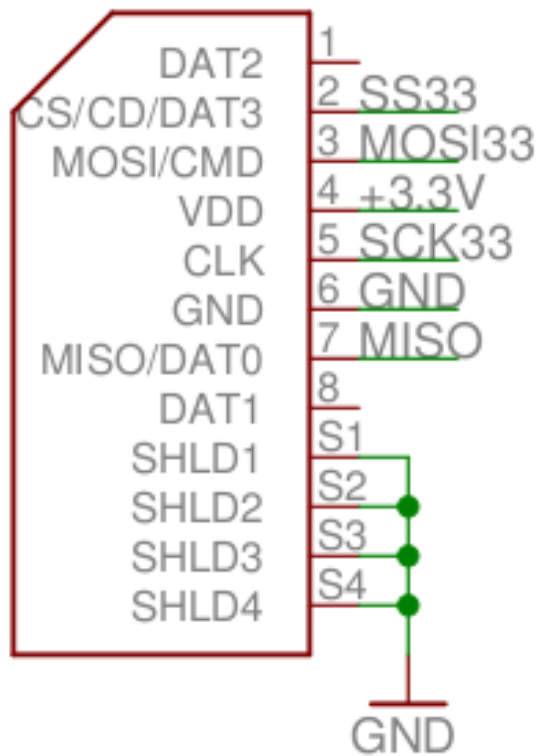 DAT2 1
CS/CD/DAT3 2 SS33
MOSI/CMD 3 MOSI33
VDD 4 +3.3V
CLK 5 SCK33
GND 6 GND
MISO/DAT0 7 MISO
DAT1 8
SHLD1 S1
SHLD2 S2
SHLD3 S3
SHLD4 S4
GND